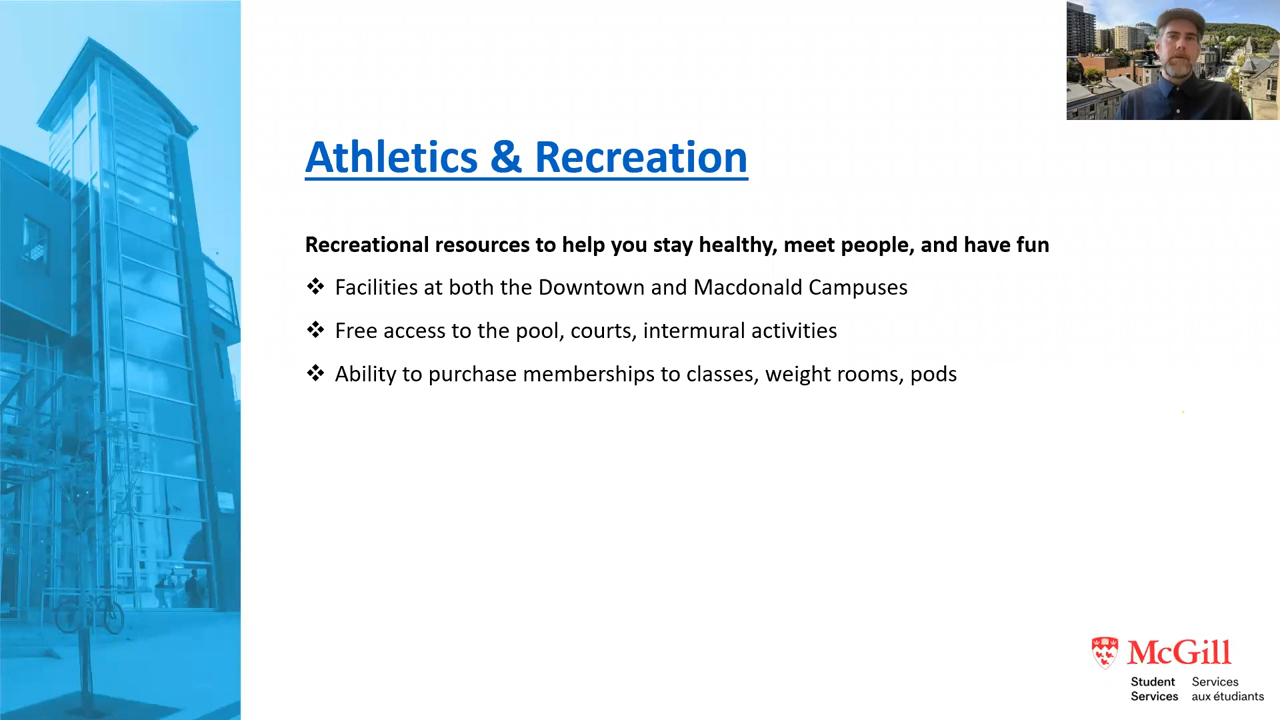 Athletics & Recreation
Recreational resources to help you stay healthy, meet people, and have fun
❖ Facilities at both the Downtown and Macdonald Campuses
❖ Free access to the pool, courts, intermural activities
❖ Ability to purchase memberships to classes, weight rooms, pods
McGill
Student Services
Services aux étudiants